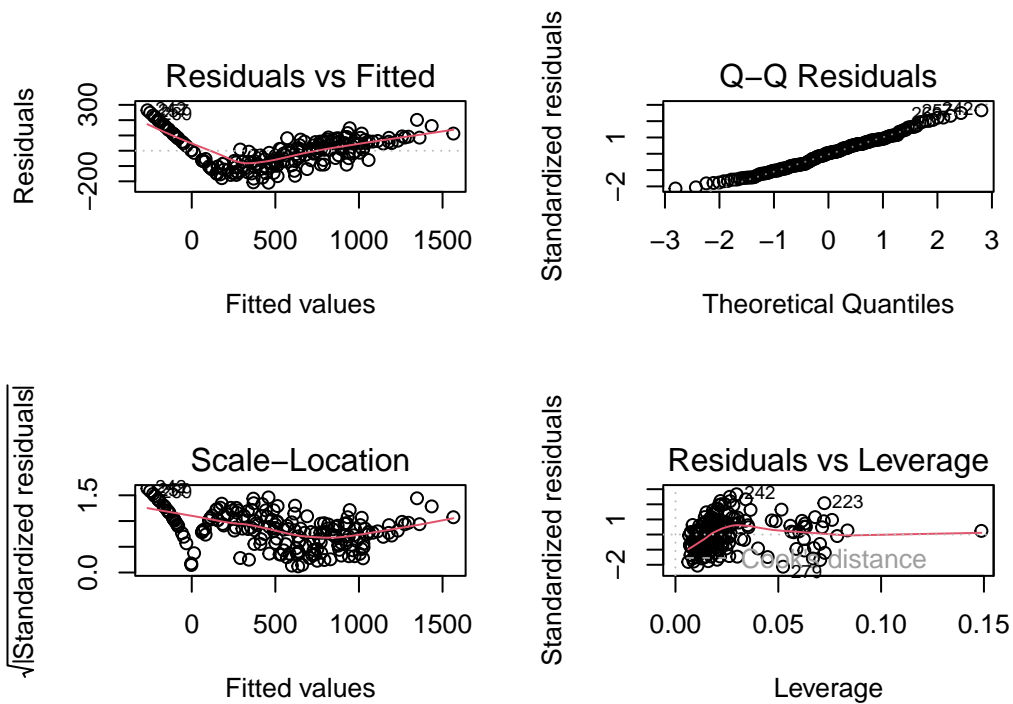 Residuals vs Fitted
Residuals
300
−200
242
0 500 1000 1500
Fitted values
Q−Q Residuals
Standardized residuals
1
−2
242
−3 −2 −1 0 1 2 3
Theoretical Quantiles
Scale−Location
√|Standardized residuals|
1.5
0.0
0 500 1000 1500
Fitted values
Residuals vs Leverage
Standardized residuals
1
−2
242
223
279
Cook's distance
0.00 0.05 0.10 0.15
Leverage